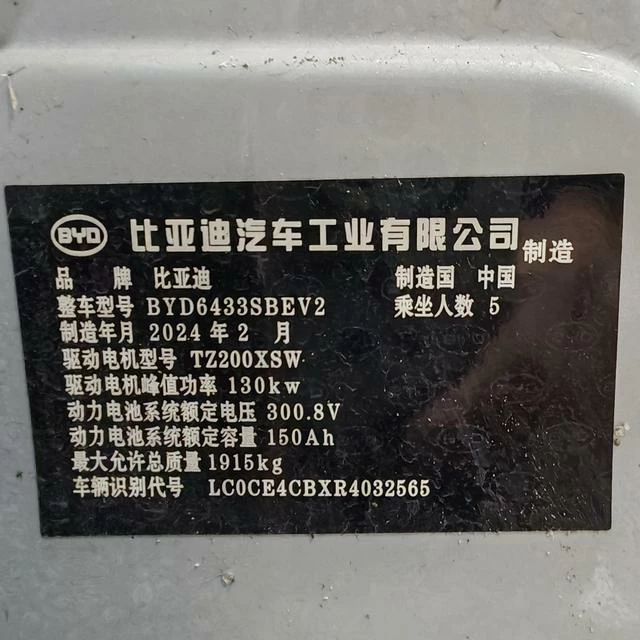 BYD 比亚迪汽车工业有限公司 制造
品牌 比亚迪 制造国 中国
整车型号 BYD6433SBEV2 乘坐人数 5
制造年月 2024年2 月
驱动电机型号 TZ200XSW
驱动电机峰值功率 130kw
动力电池系统额定电压 300.8V
动力电池系统额定容量 150Ah
最大允许总质量 1915kg
车辆识别代号 LC0CE4CBXR4032565